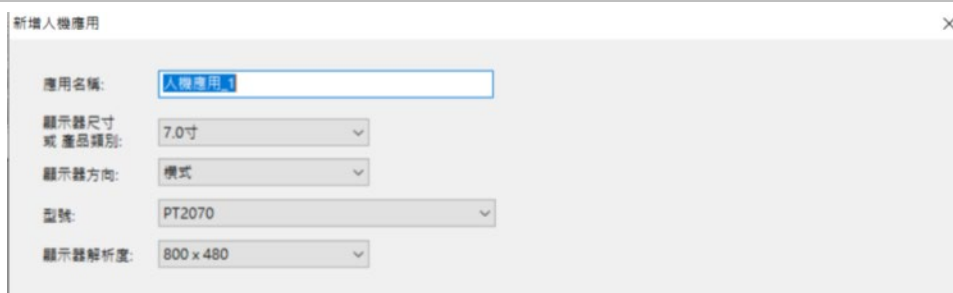 新增人機應用
應用名稱: 人機應用_1
顯示器尺寸
或 產品類別: 7.0寸
顯示器方向: 橫式
型號: PT2070
顯示器解析度: 800 x 480